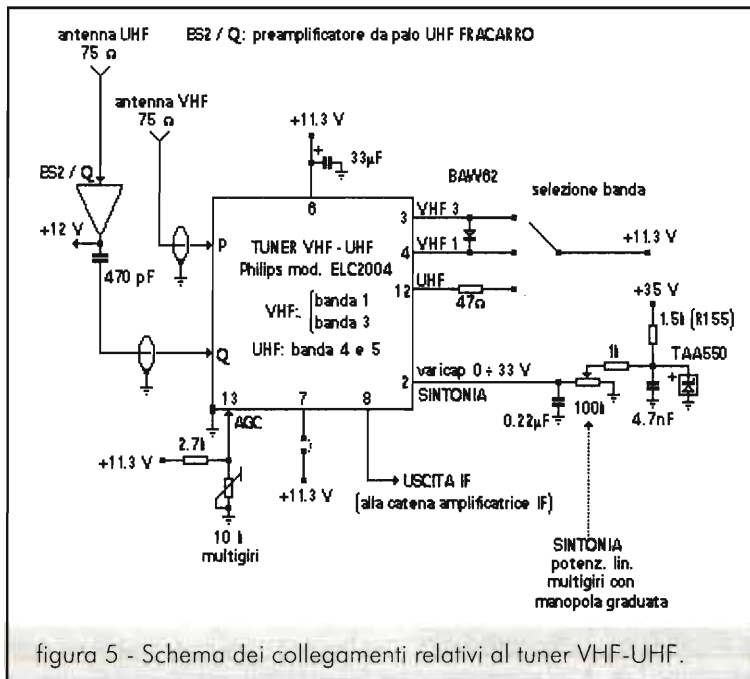 antenna UHF
75 Ω
ES2 / Q: preamplificatore da palo UHF FRACARRO
antenna VHF
75 Ω
+11.3 V
+
33µF
ES2 / Q
+12 V
470 pF
6
P
Q
TUNER VHF-UHF
Philips mod. ELC2004
VHF: banda 1
banda 3
UHF: banda 4 e 5
3 VHF 3
4 VHF 1
12 UHF
47Ω
BAW62
selezione banda
+11.3 V
+35 V
1.5k (R155)
1k
TAA550
+
2
varicap 0 ÷ 33 V
SINTONIA
0.22µF
100k
4.7nF
13
AGC
7
8
2.7k
+11.3 V
10 k
multigiri
+11.3 V
USCITA IF
(alla catena amplificatrice IF)
SINTONIA
potenz. lin.
multigiri con
manopola graduata
figura 5 - Schema dei collegamenti relativi al tuner VHF-UHF.